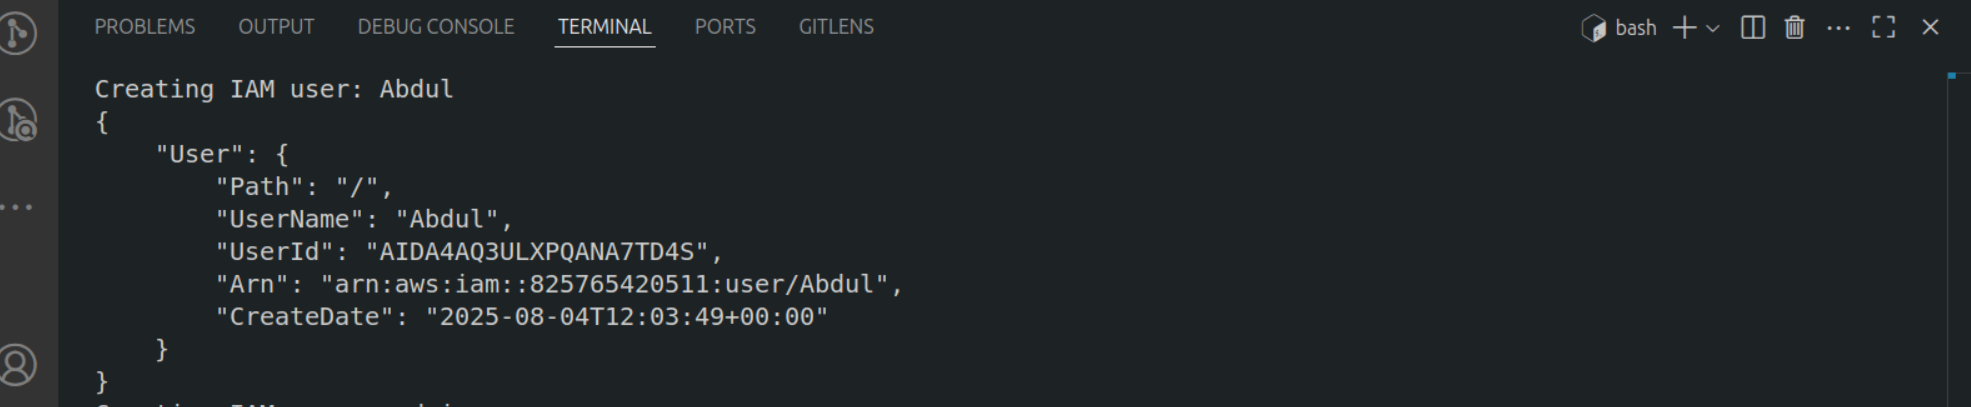 PROBLEMS OUTPUT DEBUG CONSOLE TERMINAL PORTS GITLENS bash
Creating IAM user: Abdul
{
    "User": {
        "Path": "/",
        "UserName": "Abdul",
        "UserId": "AIDA4AQ3ULXPQANA7TD4S",
        "Arn": "arn:aws:iam::825765420511:user/Abdul",
        "CreateDate": "2025-08-04T12:03:49+00:00"
    }
}